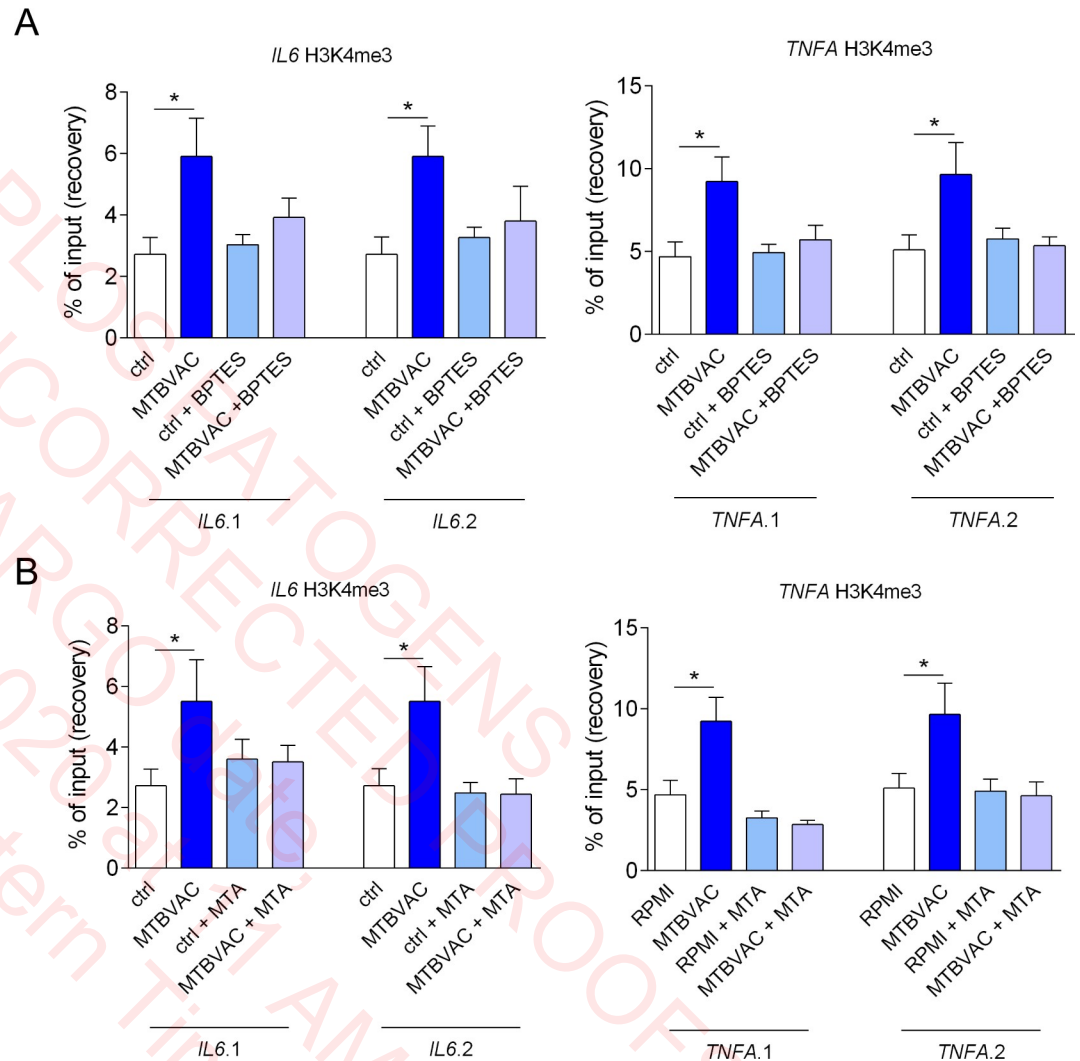 A
IL6 H3K4me3
TNFA H3K4me3
% of input (recovery)
8
6
4
2
0
*
*
ctrl
MTBVAC
ctrl + BPTES
MTBVAC +BPTES
ctrl
MTBVAC
ctrl + BPTES
MTBVAC +BPTES
IL6.1
IL6.2
% of input (recovery)
15
10
5
0
*
*
ctrl
MTBVAC
ctrl + BPTES
MTBVAC +BPTES
ctrl
MTBVAC
ctrl + BPTES
MTBVAC +BPTES
TNFA.1
TNFA.2
B
IL6 H3K4me3
TNFA H3K4me3
% of input (recovery)
8
6
4
2
0
*
*
ctrl
MTBVAC
ctrl + MTA
MTBVAC + MTA
ctrl
MTBVAC
ctrl + MTA
MTBVAC + MTA
IL6.1
IL6.2
% of input (recovery)
15
10
5
0
*
*
RPMI
MTBVAC
RPMI + MTA
MTBVAC + MTA
RPMI
MTBVAC
RPMI + MTA
MTBVAC + MTA
TNFA.1
TNFA.2
PLOS PATOGENS